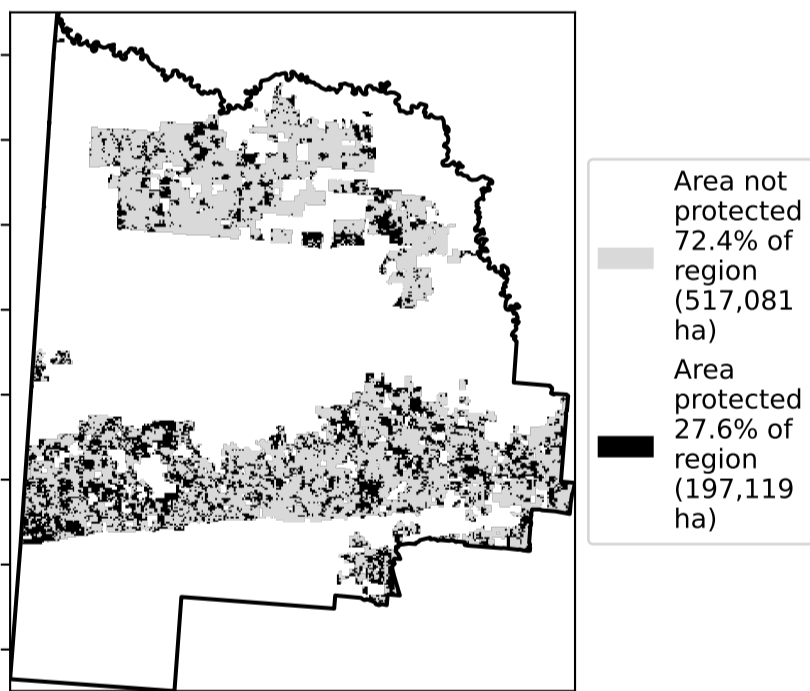 Area not
protected
72.4% of
region
(517,081
ha)
Area
protected
27.6% of
region
(197,119
ha)